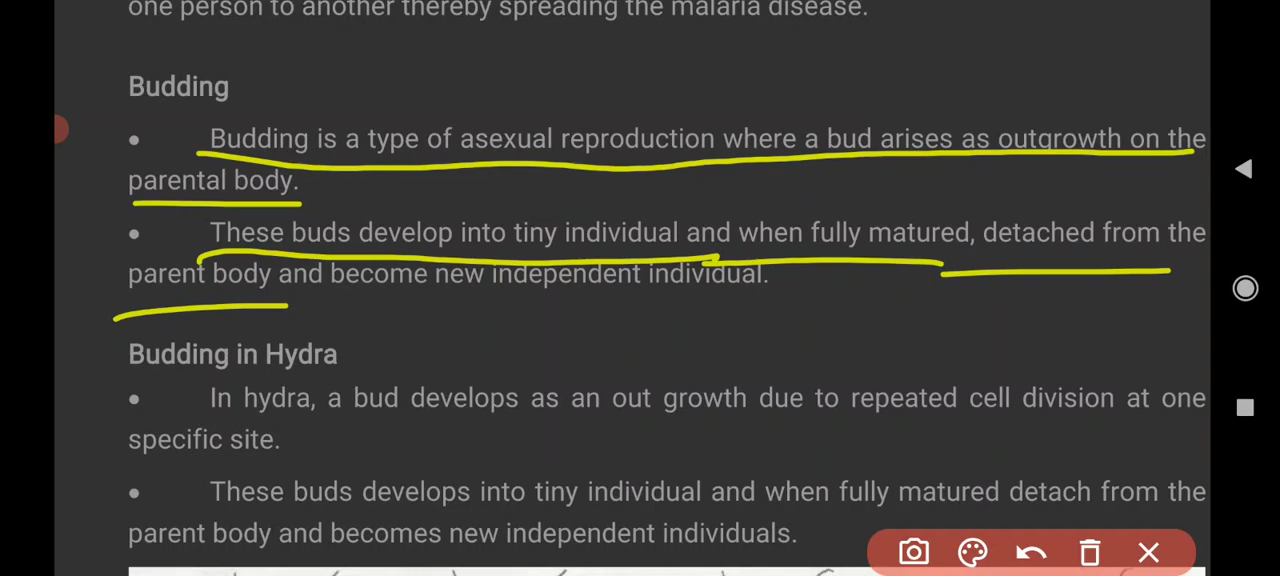 one person to another thereby spreading the malaria disease.
Budding
• Budding is a type of asexual reproduction where a bud arises as outgrowth on the
parental body.
• These buds develop into tiny individual and when fully matured, detached from the
parent body and become new independent individual.
Budding in Hydra
• In hydra, a bud develops as an out growth due to repeated cell division at one
specific site.
• These buds develops into tiny individual and when fully matured detach from the
parent body and becomes new independent individuals.